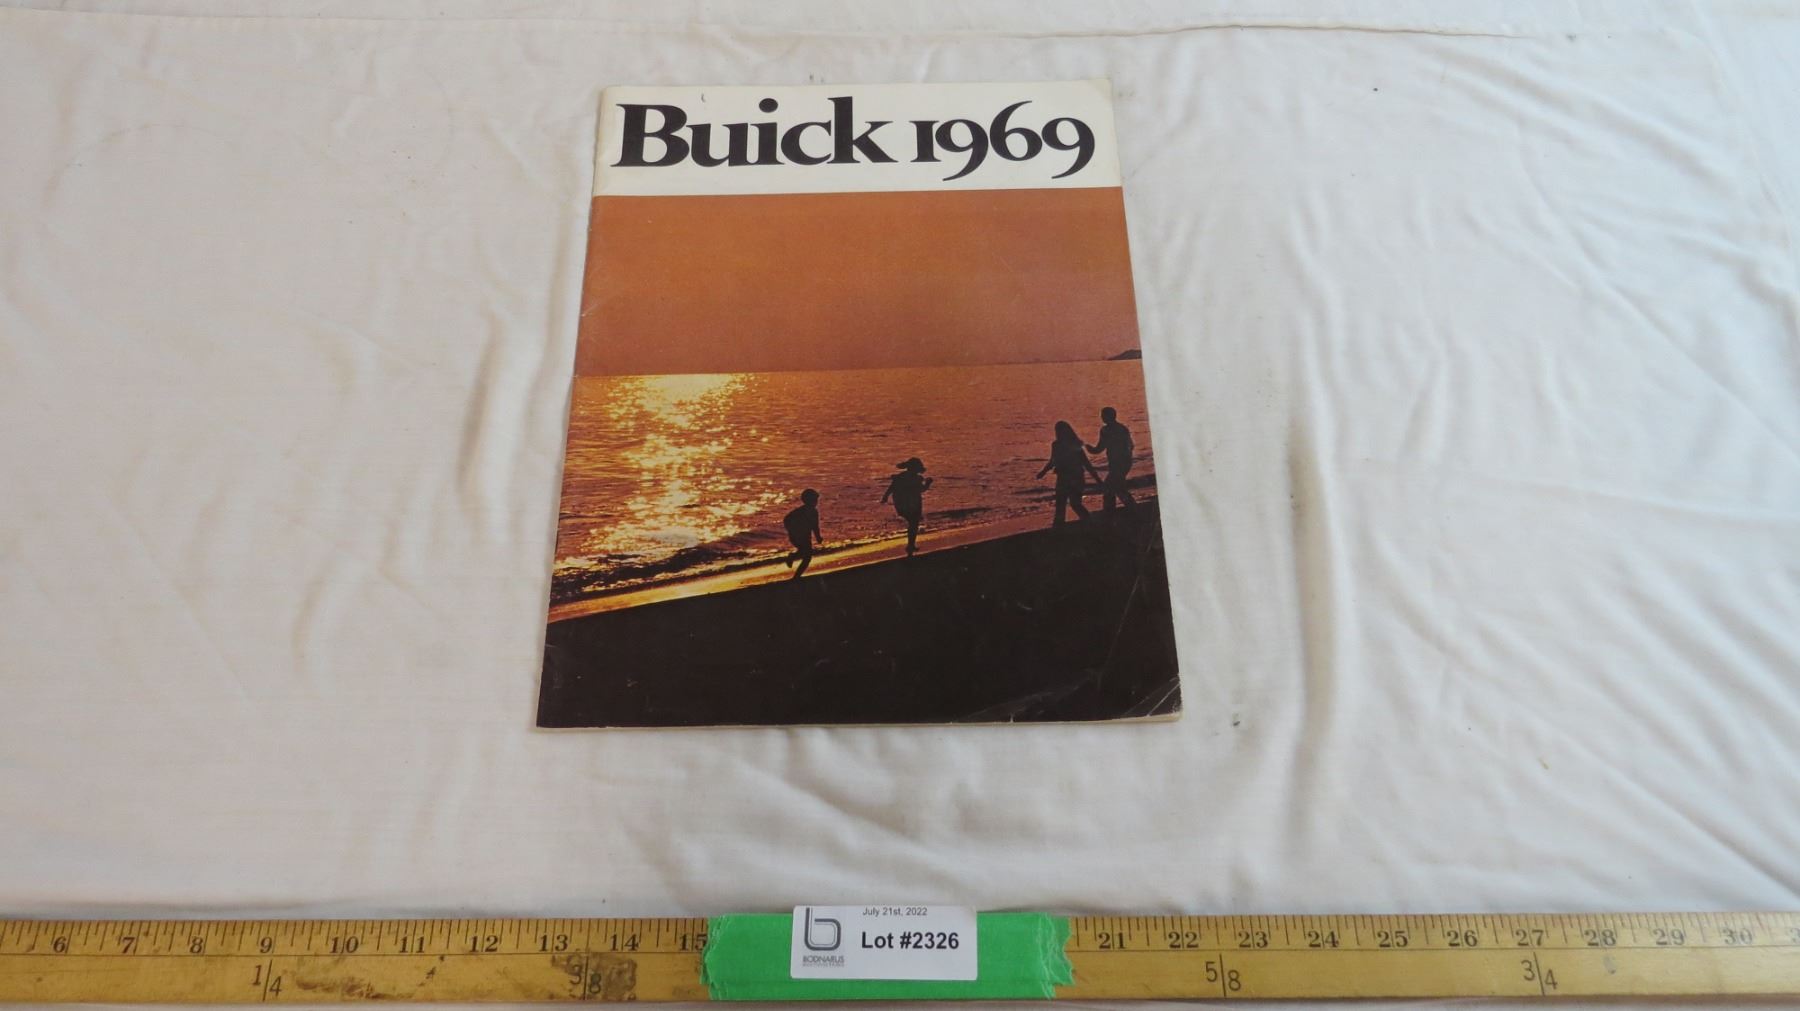 Buick 1969
July 21st, 2022
Lot #2326
BODNARUS
6 7 8 9 10 11 12 13 14 15 21 22 23 24 25 26 27 28 29 30
1/4 3/8 5/8 3/4